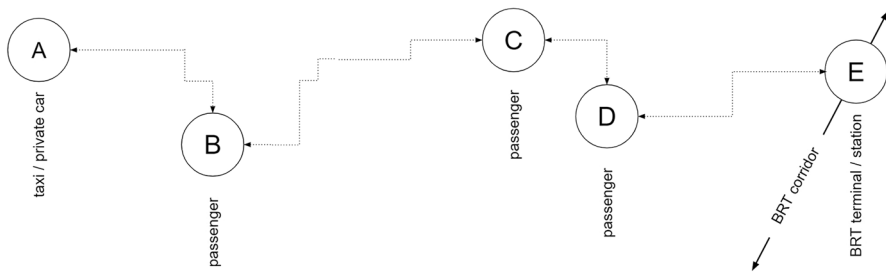 A
taxi / private car
B
passenger
C
passenger
D
passenger
E
BRT terminal / station
BRT corridor